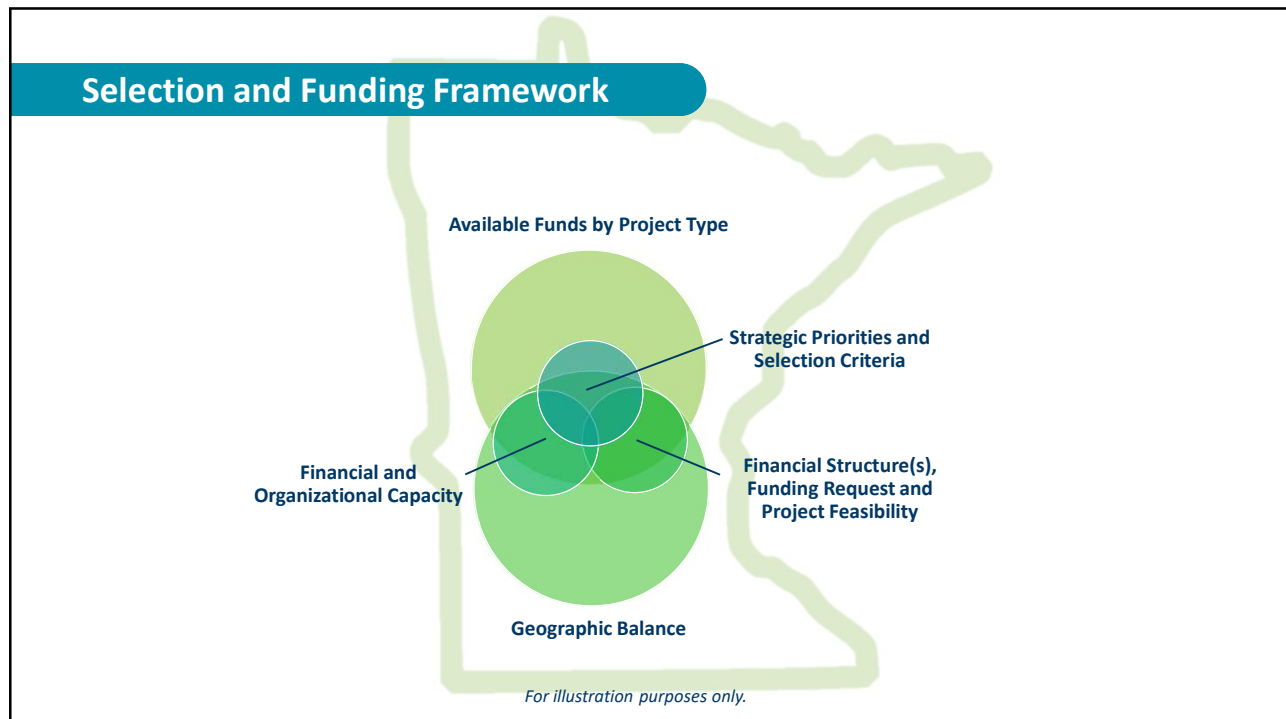 Selection and Funding Framework
Available Funds by Project Type
Strategic Priorities and
Selection Criteria
Financial and
Organizational Capacity
Financial Structure(s),
Funding Request and
Project Feasibility
Geographic Balance
For illustration purposes only.